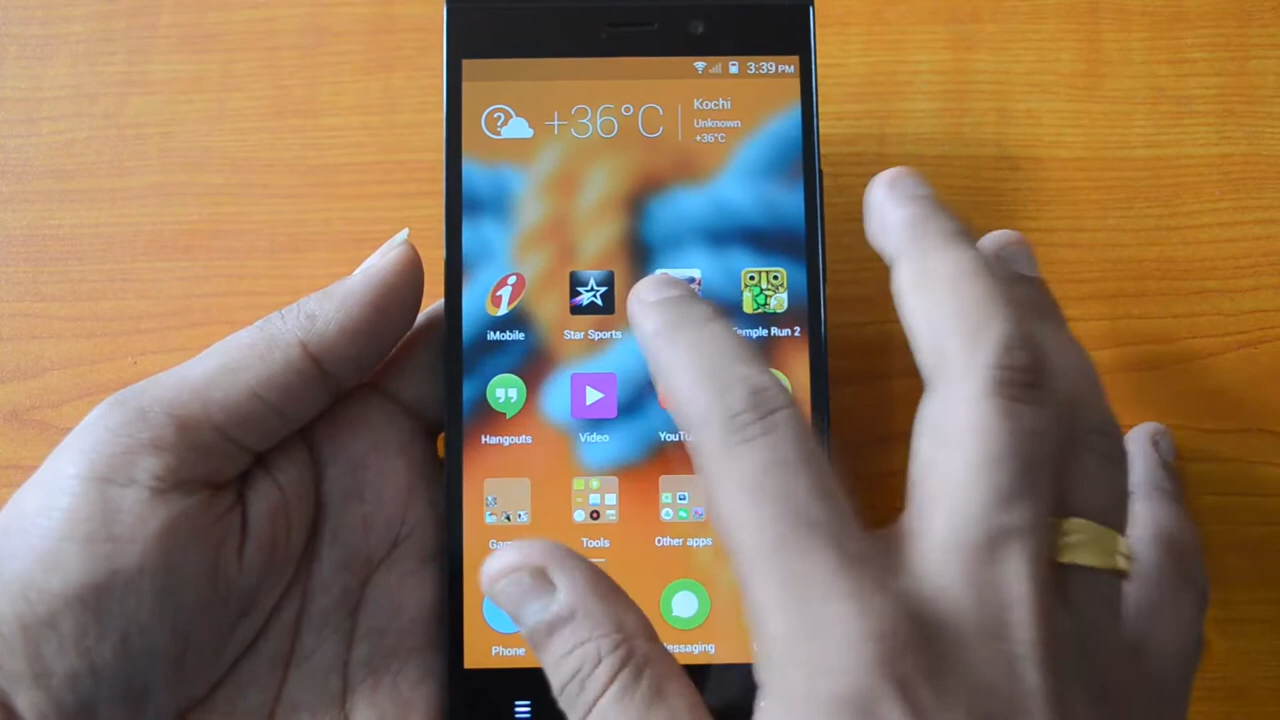 3:39 PM
+36°C
Kochi
Unknown
+36°C
iMobile
Star Sports
Temple Run 2
Hangouts
Video
Tools
Other apps
Phone